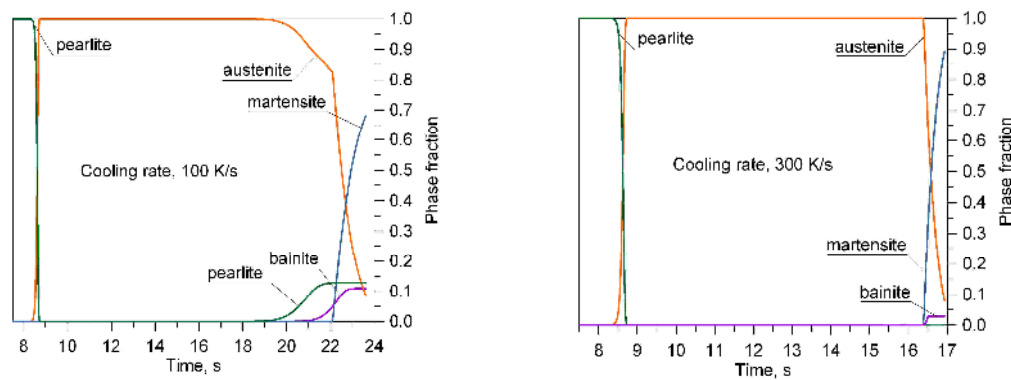 pearlite
austenite
martensite
Cooling rate, 100 K/s
bainite
pearlite
1.0
0.9
0.8
0.7
0.6
0.5
0.4
0.3
0.2
0.1
0.0
Phase fraction
8 10 12 14 16 18 20 22 24
Time, s
pearlite
austenite
Cooling rate, 300 K/s
martensite
bainite
1.0
0.9
0.8
0.7
0.6
0.5
0.4
0.3
0.2
0.1
0.0
Phase fraction
8 9 10 11 12 13 14 15 16 17
Time, s